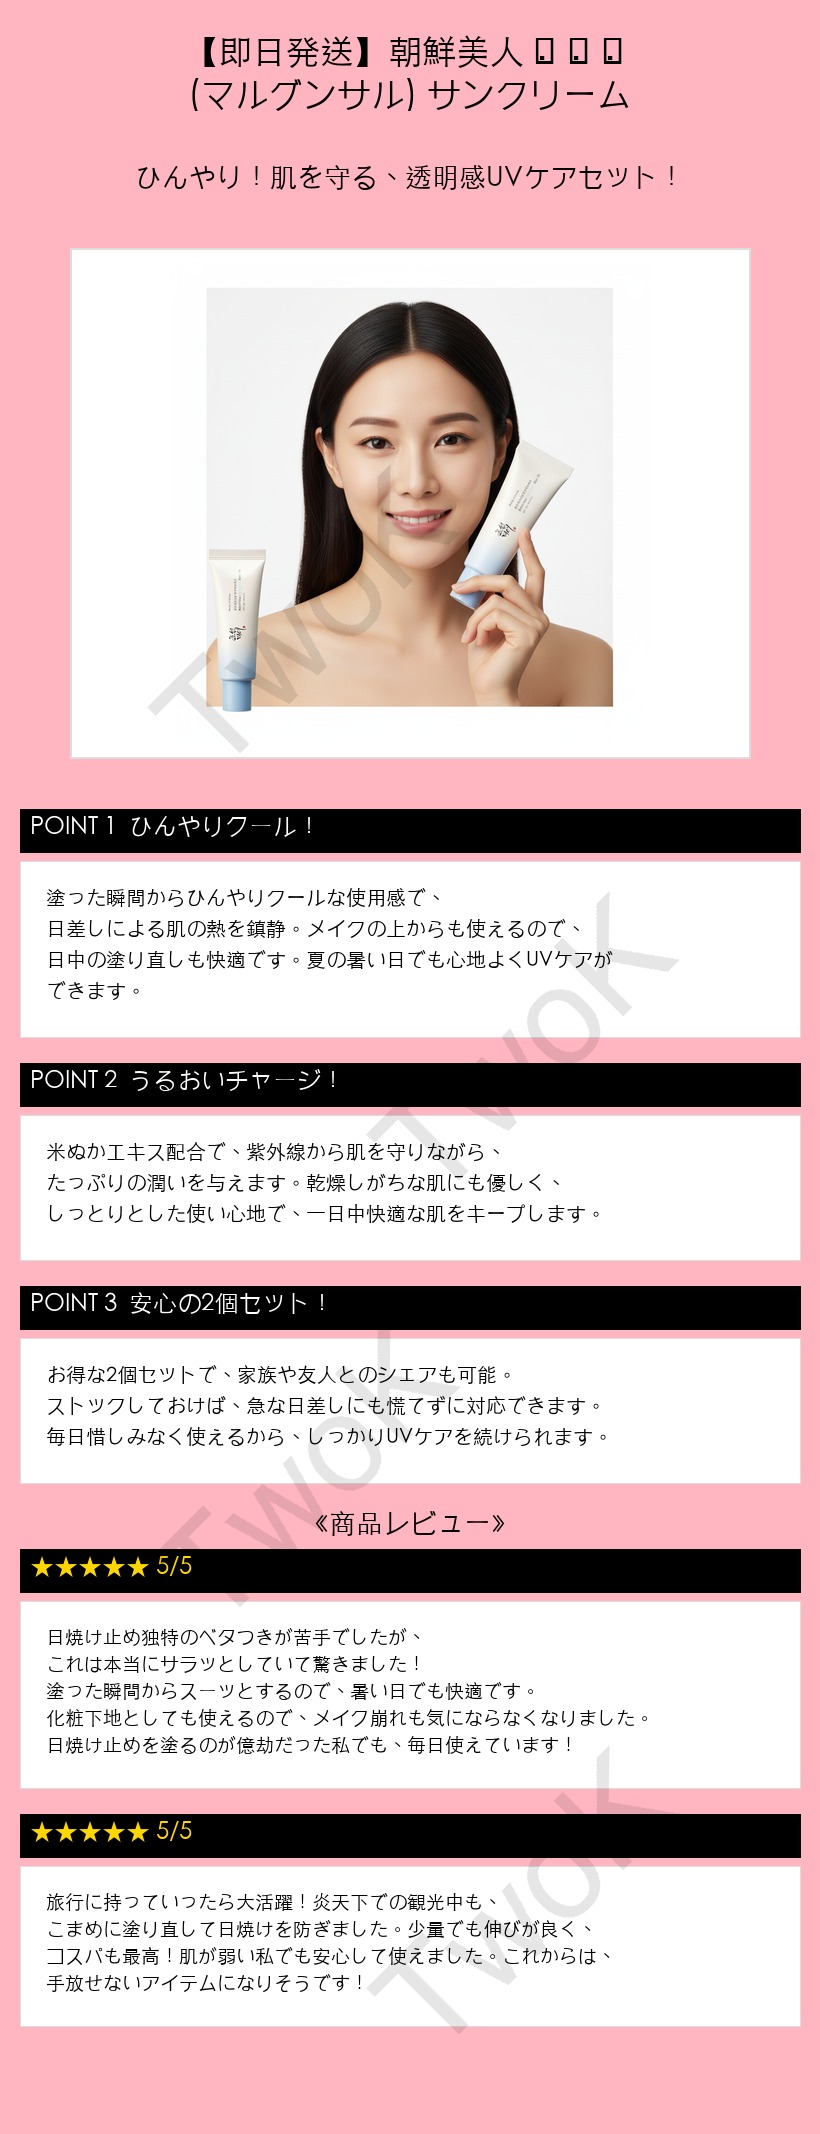 【即日発送】朝鮮美人
(マルグンサル) サンクリーム
ひんやり！肌を守る、透明感UVケアセット！
TwoK
POINT 1 ひんやりクール！
塗った瞬間からひんやりクールな使用感で、
日差しによる肌の熱を鎮静。メイクの上からも使えるので、
日中の塗り直しも快適です。夏の暑い日でも心地よくUVケアが
できます。
TwoK
POINT 2 うるおいチャージ！
米ぬかエキス配合で、紫外線から肌を守りながら、
たっぷりの潤いを与えます。乾燥しがちな肌にも優しく、
しっとりとした使い心地で、一日中快適な肌をキープします。
POINT 3 安心の2個セット！
お得な2個セットで、家族や友人とのシェアも可能。
ストックしておけば、急な日差しにも慌てずに対応できます。
毎日惜しみなく使えるから、しっかりUVケアを続けられます。
TwoK
《商品レビュー》
★★★★★ 5/5
日焼け止め独特のベタつきが苦手でしたが、
これは本当にサラッとしていて驚きました！
塗った瞬間からスーッとするので、暑い日でも快適です。
化粧下地としても使えるので、メイク崩れも気にならなくなりました。
日焼け止めを塗るのが億劫だった私でも、毎日使えています！
★★★★★ 5/5
旅行に持っていったら大活躍！炎天下での観光中も、
こまめに塗り直して日焼けを防ぎました。少量でも伸びが良く、
コスパも最高！肌が弱い私でも安心して使えました。これからは、
手放せないアイテムになりそうです！
TwoK